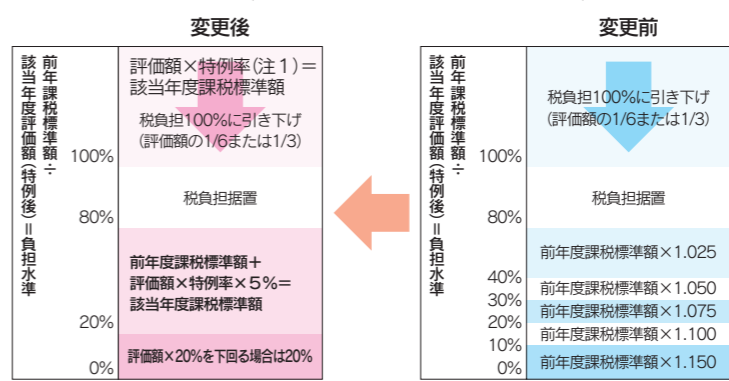 変更後
該当年度評価額(特例後)＝負担水準
前年課税標準額÷
100%
80%
20%
0%
評価額×特例率(注１)＝
該当年度課税標準額
税負担100%に引き下げ
(評価額の1/6または1/3)
税負担据置
前年度課税標準額＋
評価額×特例率×５%＝
該当年度課税標準額
評価額×20%を下回る場合は20%
変更前
該当年度評価額(特例後)＝負担水準
前年課税標準額÷
100%
80%
40%
30%
20%
10%
0%
税負担100%に引き下げ
(評価額の1/6または1/3)
税負担据置
前年度課税標準額×1.025
前年度課税標準額×1.050
前年度課税標準額×1.075
前年度課税標準額×1.100
前年度課税標準額×1.150